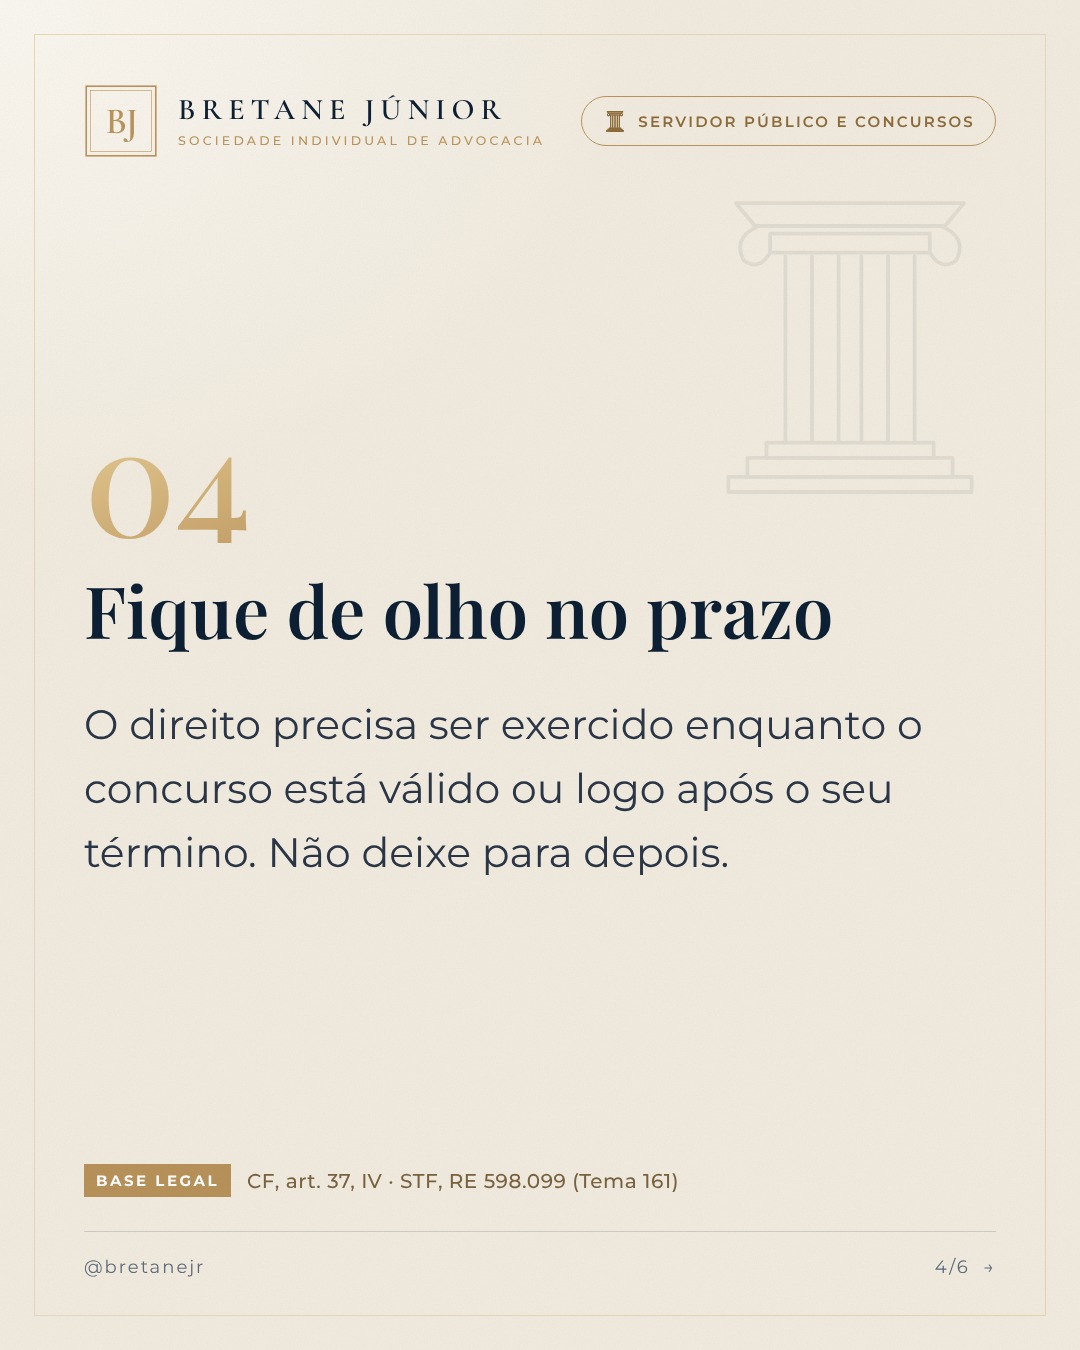 BJ
BRETANE JÚNIOR
SOCIEDADE INDIVIDUAL DE ADVOCACIA
SERVIDOR PÚBLICO E CONCURSOS
04
Fique de olho no prazo
O direito precisa ser exercido enquanto o
concurso está válido ou logo após o seu
término. Não deixe para depois.
BASE LEGAL CF, art. 37, IV · STF, RE 598.099 (Tema 161)
@bretanejr
4/6 →